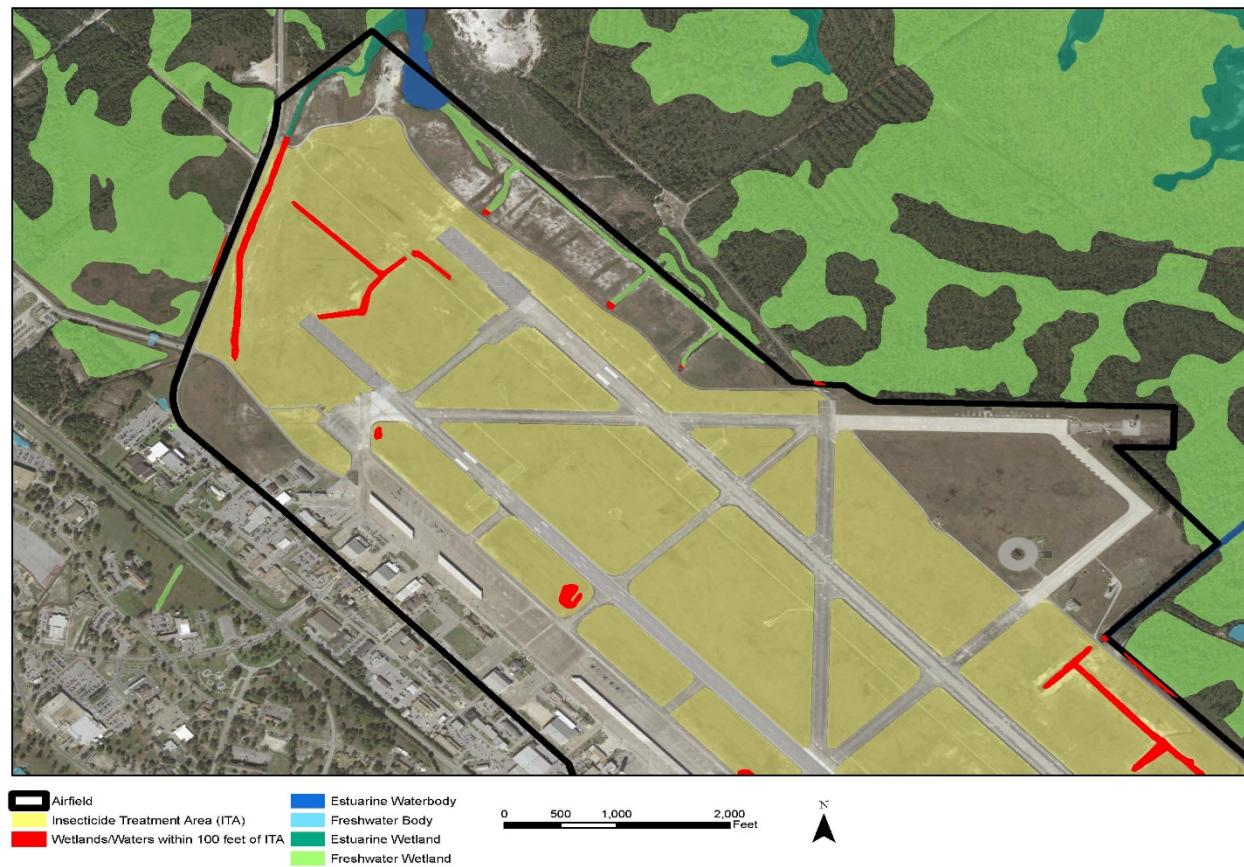 Airfield
Insecticide Treatment Area (ITA)
Wetlands/Waters within 100 feet of ITA
Estuarine Waterbody
Freshwater Body
Estuarine Wetland
Freshwater Wetland
0 500 1,000 2,000
Feet
N